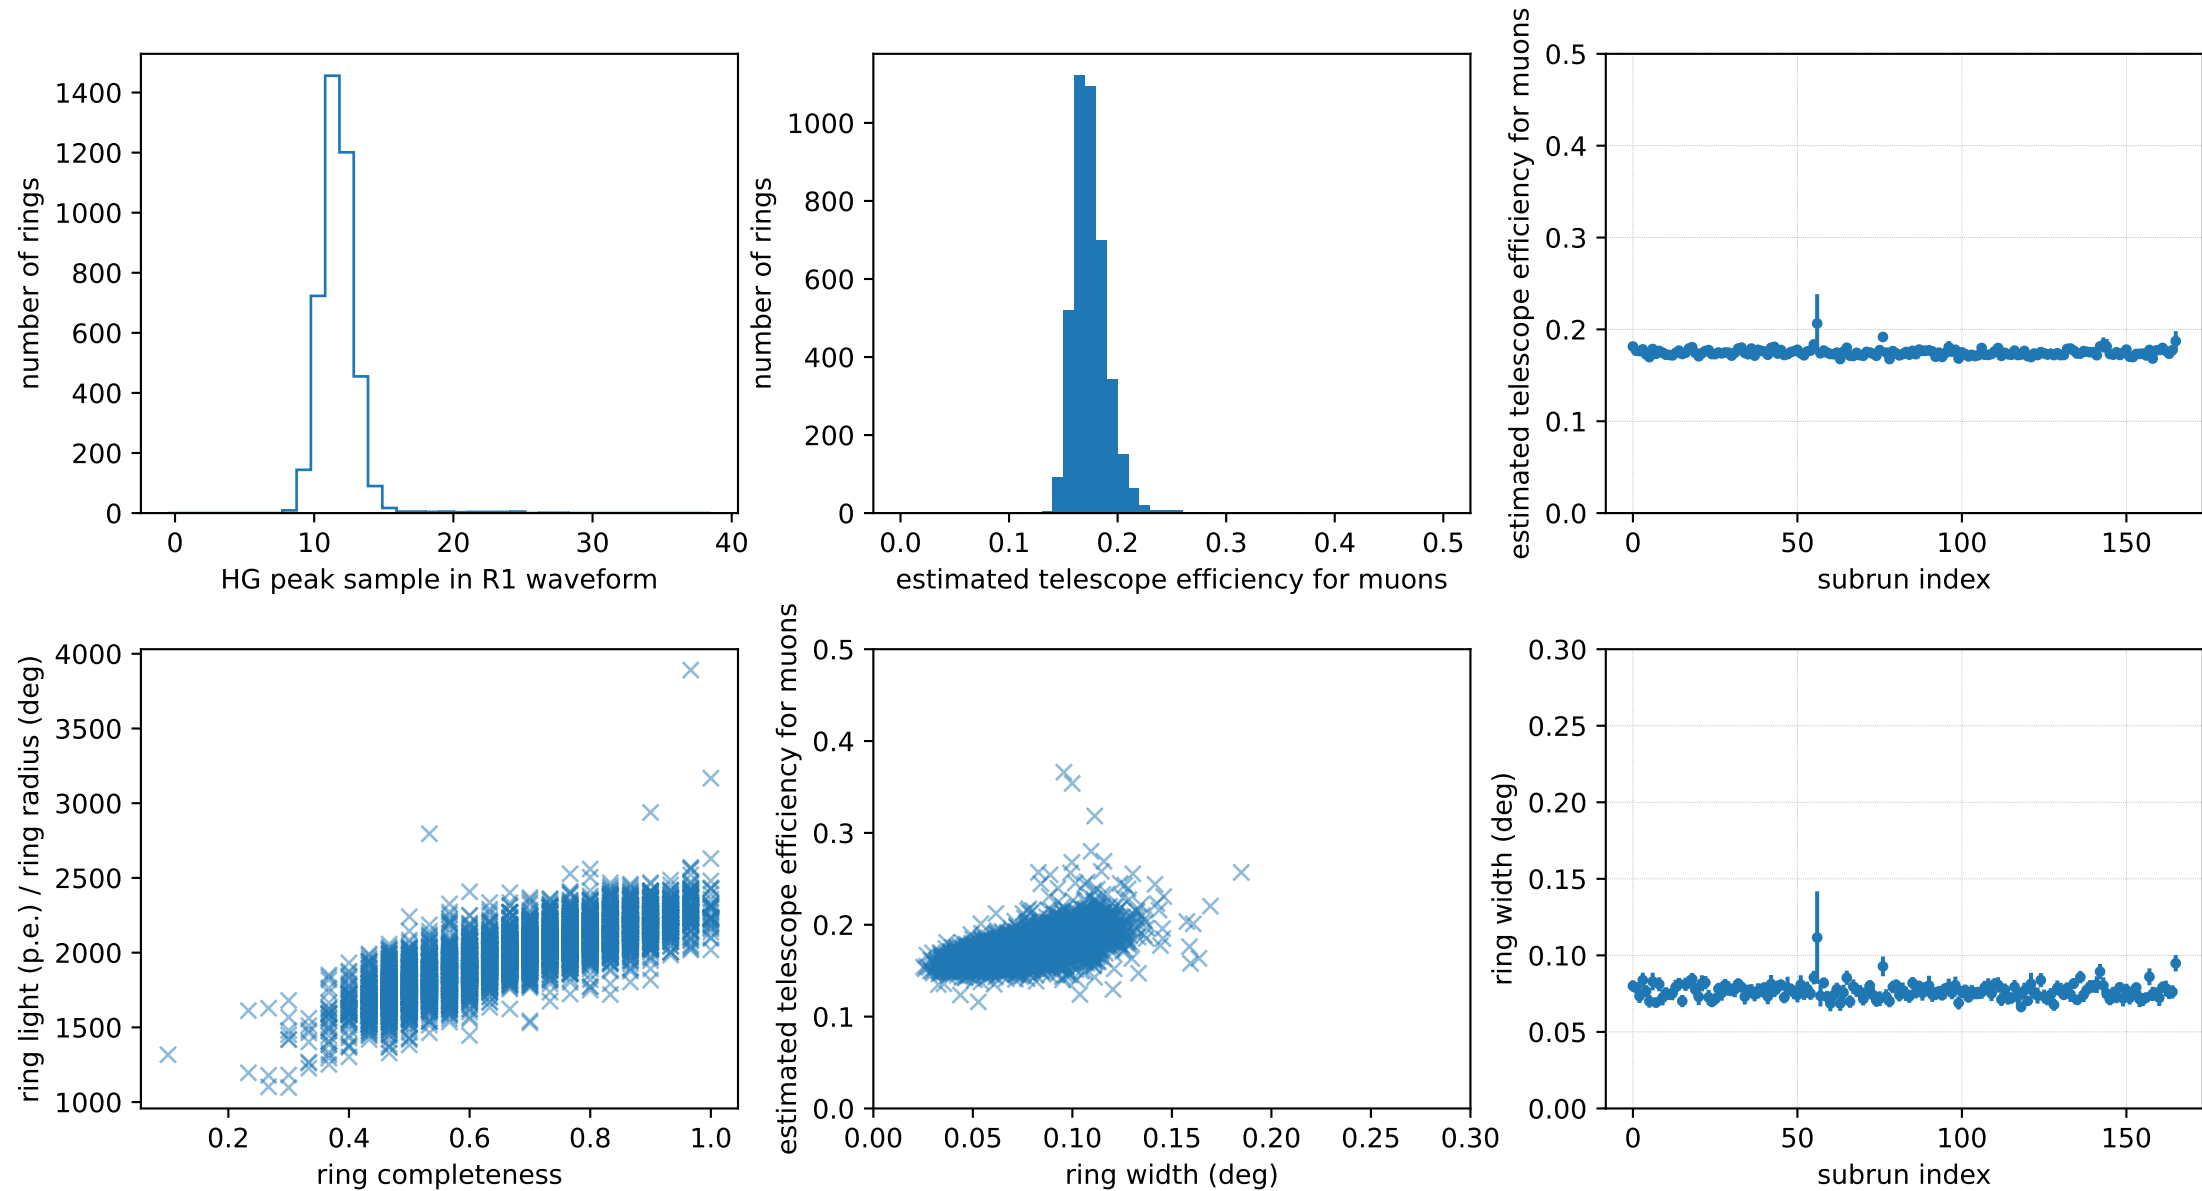 number of rings
1400
1200
1000
800
600
400
200
0
0 10 20 30 40
HG peak sample in R1 waveform
number of rings
1000
800
600
400
200
0
0.0 0.1 0.2 0.3 0.4 0.5
estimated telescope efficiency for muons
estimated telescope efficiency for muons
0.5
0.4
0.3
0.2
0.1
0.0
0 50 100 150
subrun index
ring light (p.e.) / ring radius (deg)
4000
3500
3000
2500
2000
1500
1000
0.2 0.4 0.6 0.8 1.0
ring completeness
estimated telescope efficiency for muons
0.5
0.4
0.3
0.2
0.1
0.0
0.00 0.05 0.10 0.15 0.20 0.25 0.30
ring width (deg)
ring width (deg)
0.30
0.25
0.20
0.15
0.10
0.05
0.00
0 50 100 150
subrun index